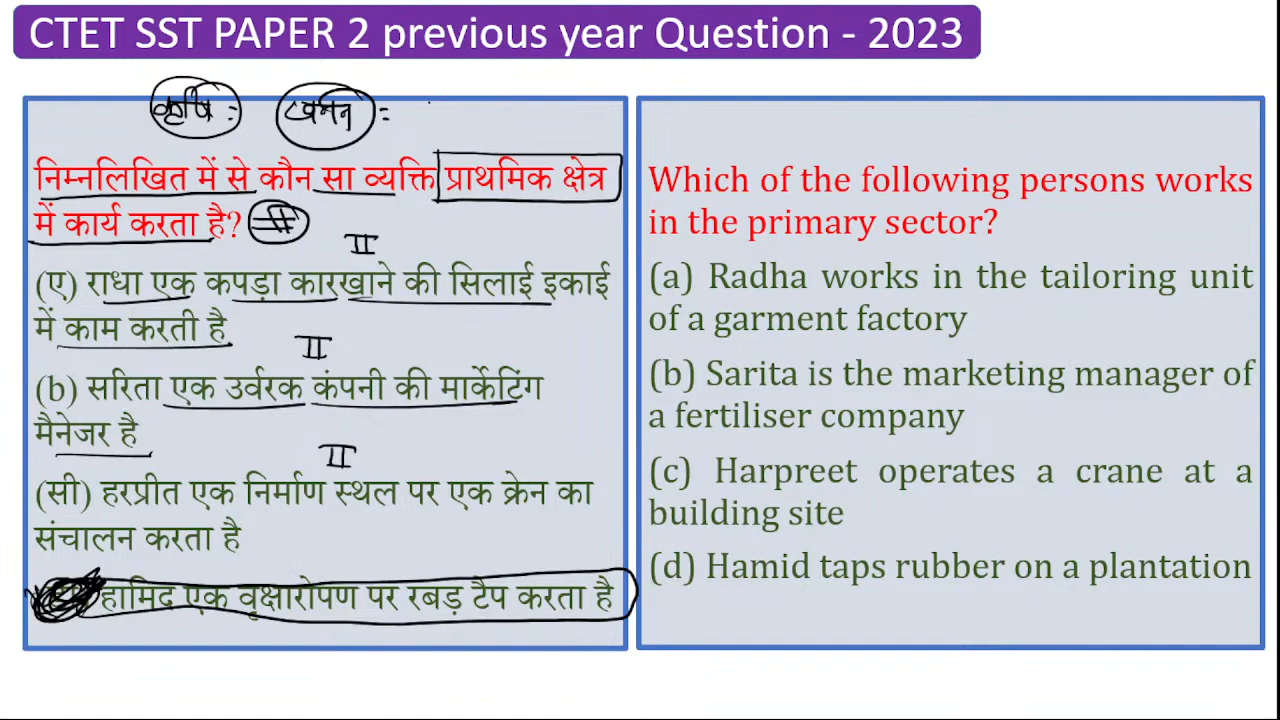 CTET SST PAPER 2 previous year Question - 2023
कृषि : खनन =
निम्नलिखित में से कौन सा व्यक्ति प्राथमिक क्षेत्र
में कार्य करता है?
II
(ए) राधा एक कपड़ा कारखाने की सिलाई इकाई
में काम करती है
II
(b) सरिता एक उर्वरक कंपनी की मार्केटिंग
मैनेजर है
II
(सी) हरप्रीत एक निर्माण स्थल पर एक क्रेन का
संचालन करता है
हामिद एक वृक्षारोपण पर रबड़ टैप करता है
Which of the following persons works
in the primary sector?
(a) Radha works in the tailoring unit
of a garment factory
(b) Sarita is the marketing manager of
a fertiliser company
(c) Harpreet operates a crane at a
building site
(d) Hamid taps rubber on a plantation